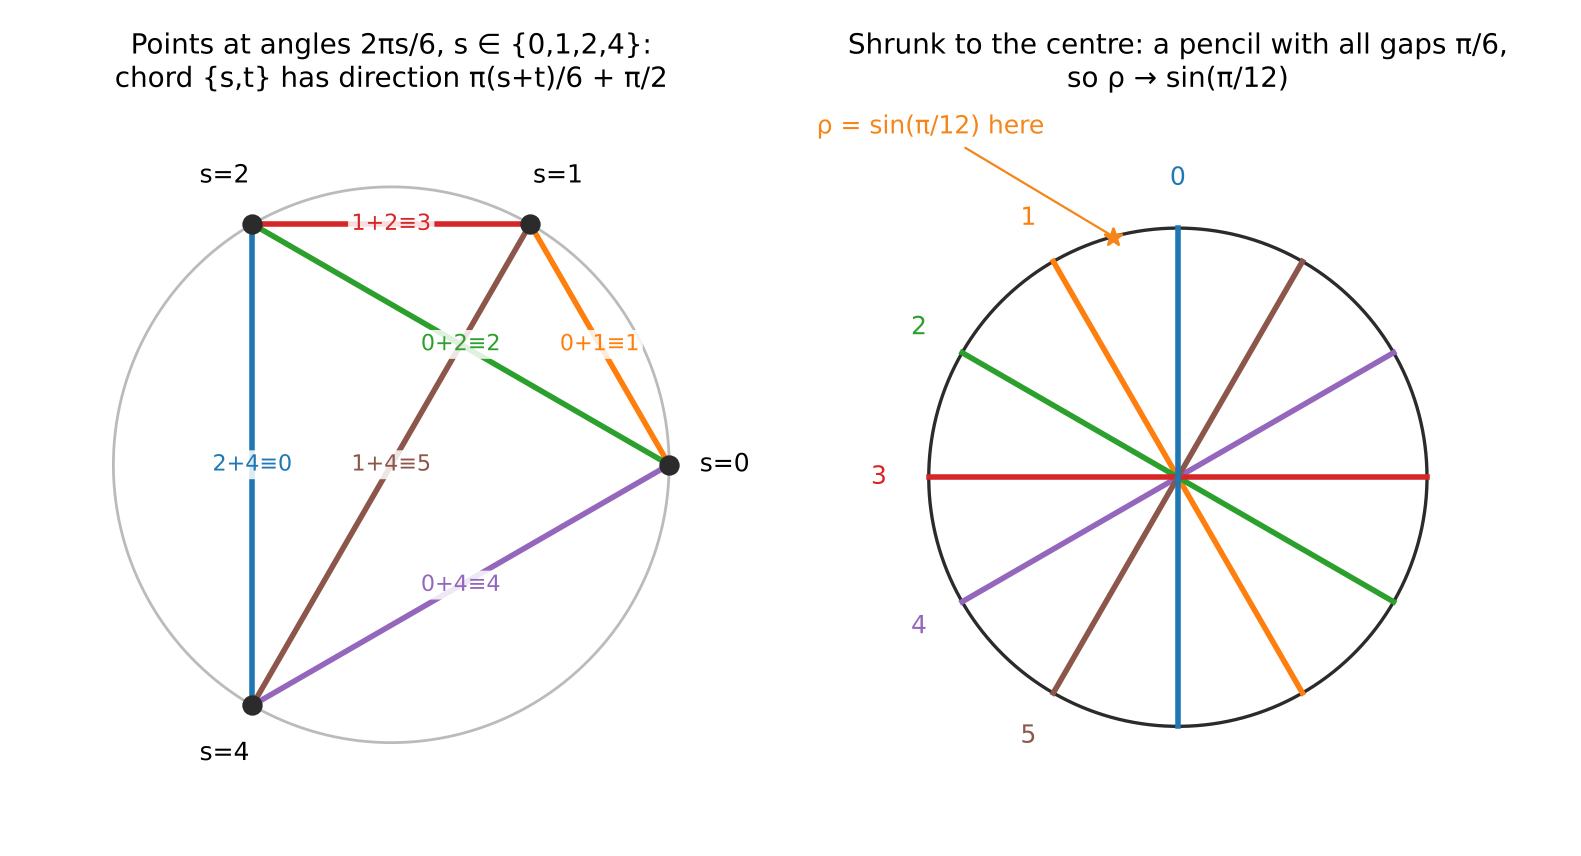 Points at angles 2πs/6, s ∈ {0,1,2,4}:
chord {s,t} has direction π(s+t)/6 + π/2
s=2
s=1
1+2≡3
0+2≡2
0+1≡1
2+4≡0
1+4≡5
s=0
0+4≡4
s=4
Shrunk to the centre: a pencil with all gaps π/6,
so ρ → sin(π/12)
ρ = sin(π/12) here
0
1
2
3
4
5